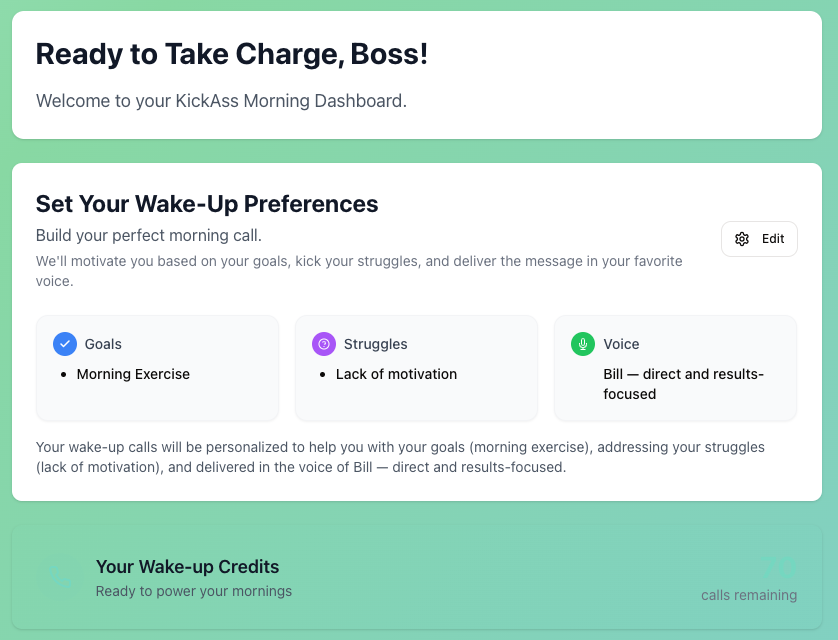 Ready to Take Charge, Boss!
Welcome to your KickAss Morning Dashboard.
Set Your Wake-Up Preferences
Build your perfect morning call.
We'll motivate you based on your goals, kick your struggles, and deliver the message in your favorite
voice.
Edit
Goals
Morning Exercise
Struggles
Lack of motivation
Voice
Bill — direct and results-
focused
Your wake-up calls will be personalized to help you with your goals (morning exercise), addressing your struggles
(lack of motivation), and delivered in the voice of Bill — direct and results-focused.
Your Wake-up Credits
Ready to power your mornings
calls remaining